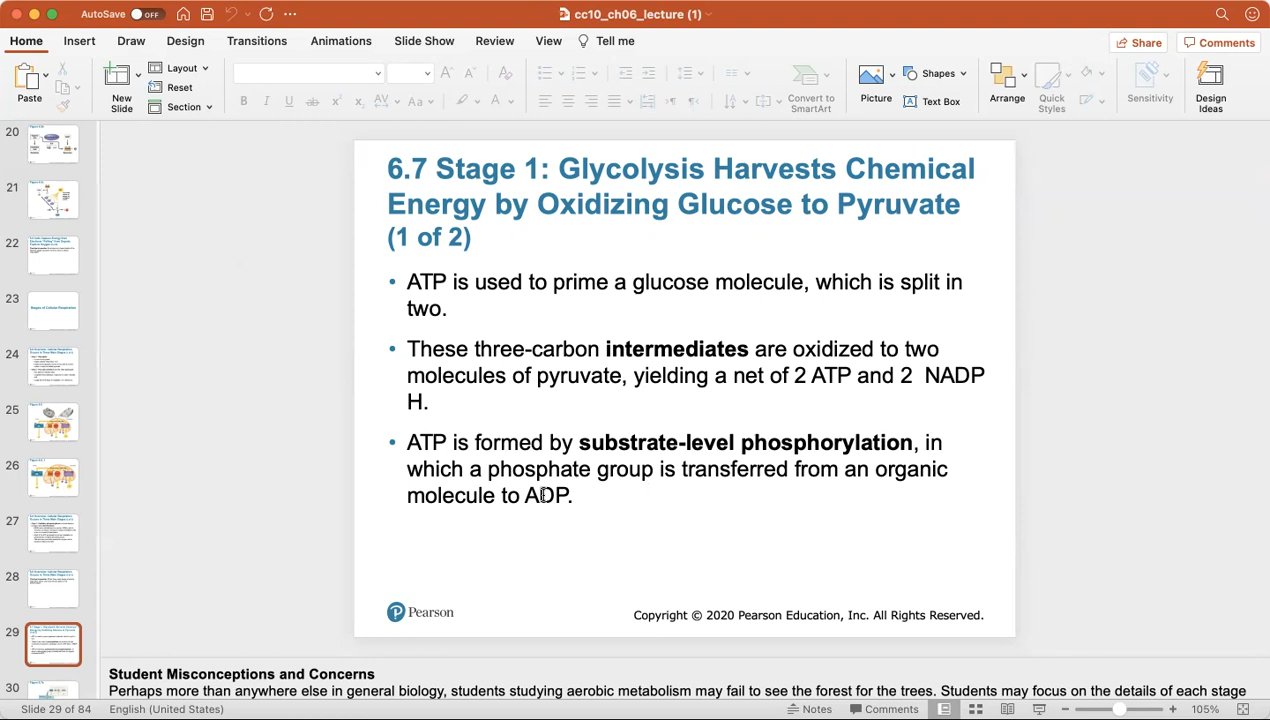 AutoSave OFF
cc10_ch06_lecture (1)
Home Insert Draw Design Transitions Animations Slide Show Review View Tell me
Share Comments
Paste
New
Slide
Layout
Reset
Section
Convert to
SmartArt
Picture
Shapes
Text Box
Arrange
Quick
Styles
Sensitivity
Design
Ideas
20
21
22
23
Stages of Cellular Respiration
24
25
26
27
28
29
30
6.7 Stage 1: Glycolysis Harvests Chemical
Energy by Oxidizing Glucose to Pyruvate
(1 of 2)
• ATP is used to prime a glucose molecule, which is split in
two.
• These three-carbon intermediates are oxidized to two
molecules of pyruvate, yielding a net of 2 ATP and 2 NADP
H.
• ATP is formed by substrate-level phosphorylation, in
which a phosphate group is transferred from an organic
molecule to ADP.
Pearson
Copyright © 2020 Pearson Education, Inc. All Rights Reserved.
Student Misconceptions and Concerns
Perhaps more than anywhere else in general biology, students studying aerobic metabolism may fail to see the forest for the trees. Students may focus on the details of each stage
Slide 29 of 84 English (United States)
Notes Comments
105%